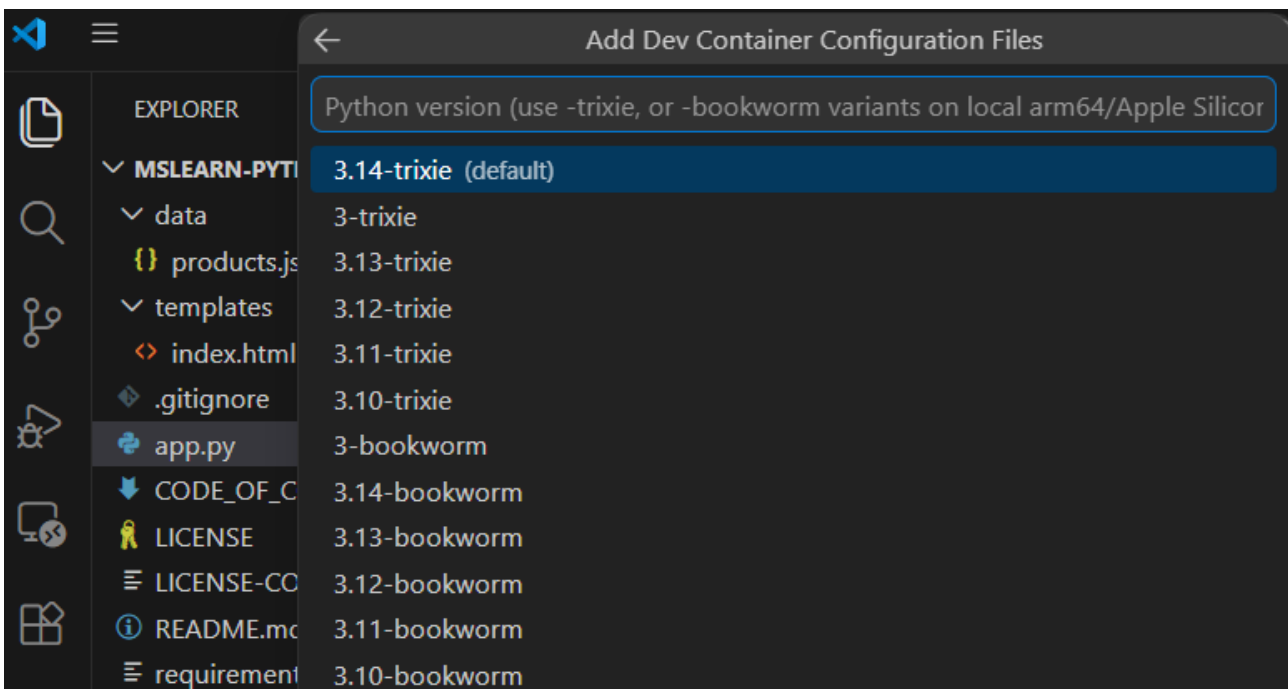 Add Dev Container Configuration Files
Python version (use -trixie, or -bookworm variants on local arm64/Apple Silicor
3.14-trixie (default)
3-trixie
3.13-trixie
3.12-trixie
3.11-trixie
3.10-trixie
3-bookworm
3.14-bookworm
3.13-bookworm
3.12-bookworm
3.11-bookworm
3.10-bookworm
EXPLORER
MSLEARN-PYT
data
{} products.js
templates
<> index.html
.gitignore
app.py
CODE_OF_C
LICENSE
LICENSE-CO
README.md
requirement